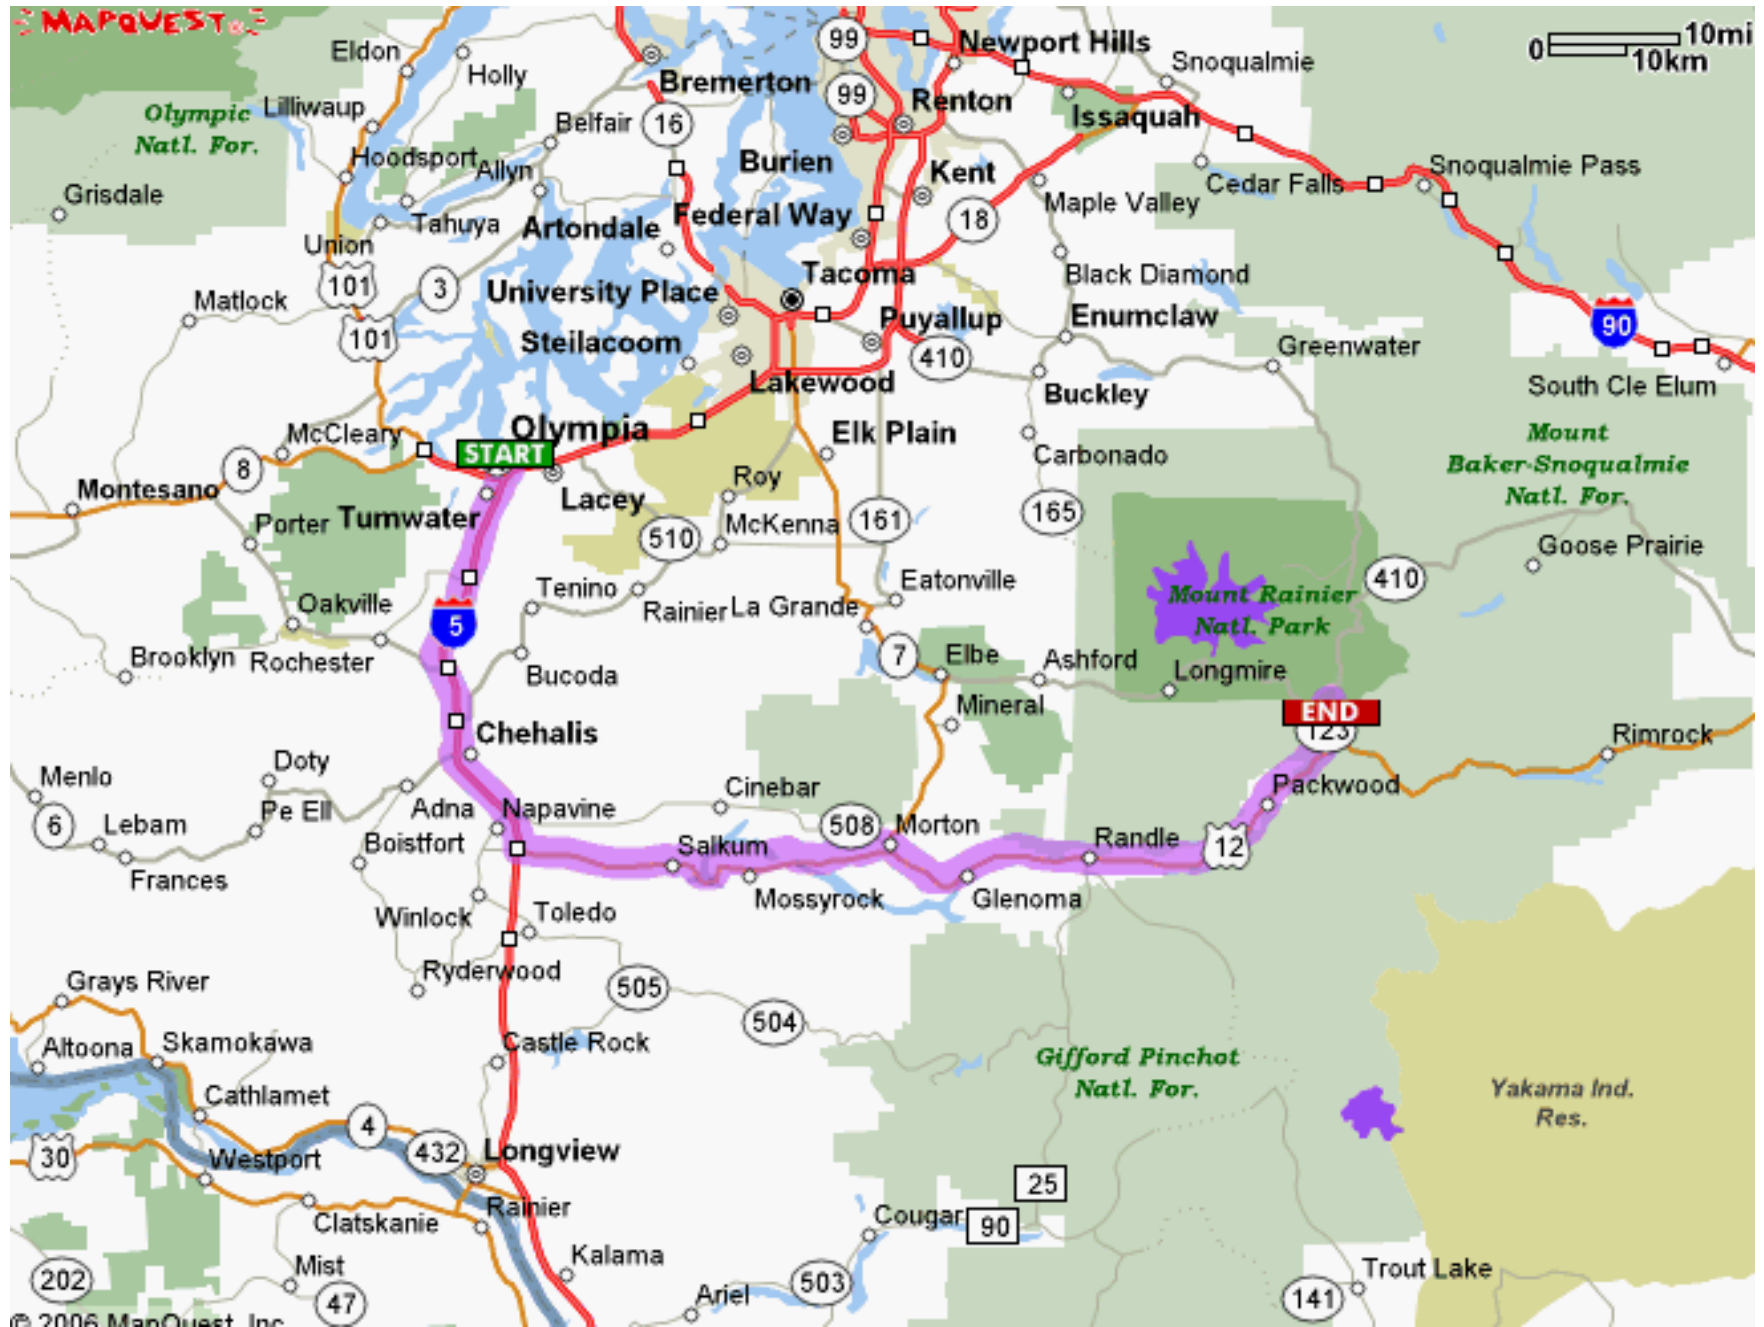 MAPQUEST
0 10mi
10km
99
Newport Hills
Snoqualmie
Eldon
Holly
Bremerton
99
Renton
Olympic
Natl. For.
Lilliwaup
Belfair
16
Issaquah
Hoodsport
Allyn
Burien
Kent
Snoqualmie Pass
Cedar Falls
Grisdale
Tahuya
Artondale
Federal Way
18
Maple Valley
Union
101
3
University Place
Tacoma
Black Diamond
Matlock
101
Steilacoom
Puyallup
410
Enumclaw
90
Greenwater
Lakewood
Buckley
South Cle Elum
McCleary
Olympia
START
Elk Plain
Carbonado
Mount
Baker-Snoqualmie
Natl. For.
8
Montesano
Porter
Tumwater
Lacey
Roy
510
McKenna
161
165
Goose Prairie
410
Oakville
Tenino
Rainier
La Grande
Eatonville
Mount Rainier
Natl. Park
5
Brooklyn
Rochester
Bucoda
7
Elbe
Ashford
Longmire
Mineral
END
123
Chehalis
Rimrock
Menlo
Doty
Cinebar
Packwood
6
Lebam
Pe Ell
Adna
Napavine
508
Morton
Frances
Boistfort
Salkum
Randle
12
Winlock
Toledo
Mossyrock
Glenoma
Grays River
Ryderwood
505
504
Altoona
Skamokawa
Castle Rock
Gifford Pinchot
Natl. For.
Yakama Ind.
Res.
Cathlamet
4
432
Longview
30
Westport
25
Clatskanie
Rainier
Cougar
90
202
Mist
47
Kalama
Ariel
503
141
Trout Lake
© 2006 MapQuest, Inc